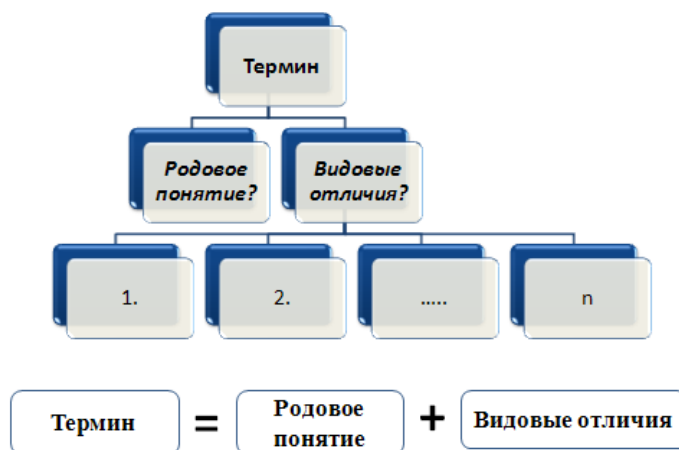 Термин
Родовое
понятие?
Видовые
отличия?
1.
2.
.....
n
Термин
=
Родовое
понятие
+
Видовые отличия